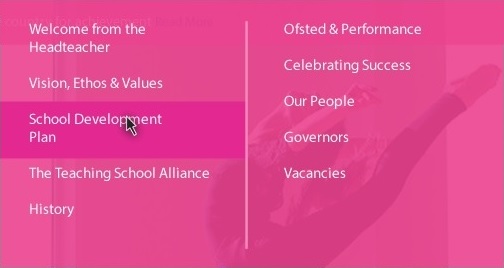 Welcome from the
Headteacher
Vision, Ethos & Values
School Development
Plan
The Teaching School Alliance
History
Ofsted & Performance
Celebrating Success
Our People
Governors
Vacancies